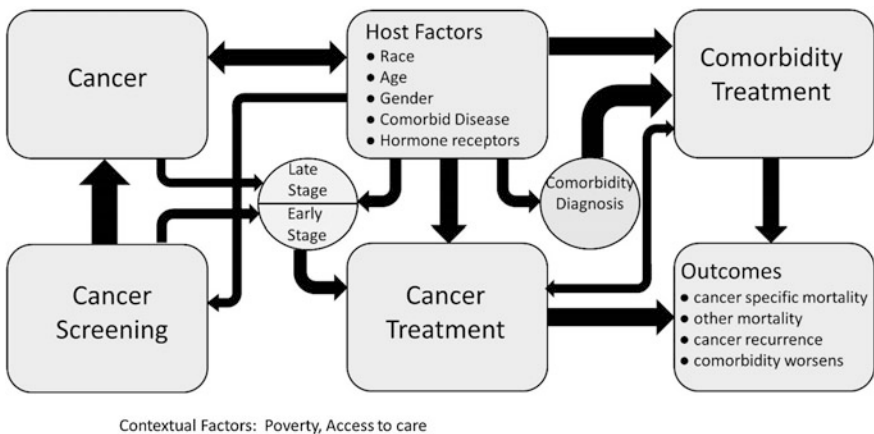 Cancer
Host Factors
● Race
● Age
● Gender
● Comorbid Disease
● Hormone receptors
Comorbidity
Treatment
Late
Stage
Early
Stage
Comorbidity
Diagnosis
Cancer
Screening
Cancer
Treatment
Outcomes
● cancer specific mortality
● other mortality
● cancer recurrence
● comorbidity worsens
Contextual Factors: Poverty, Access to care